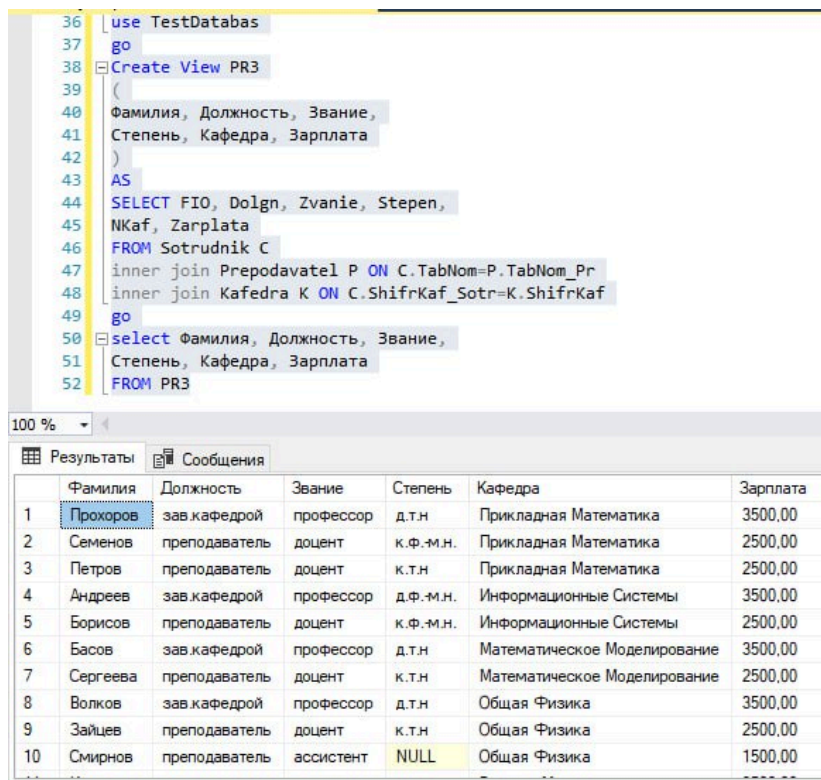 36 use TestDatabas
37 go
38 Create View PR3
39 (
40 Фамилия, Должность, Звание,
41 Степень, Кафедра, Зарплата
42 )
43 AS
44 SELECT FIO, Dolgn, Zvanie, Stepen,
45 NKaf, Zarplata
46 FROM Sotrudnik C
47 inner join Prepodavatel P ON C.TabNom=P.TabNom_Pr
48 inner join Kafedra K ON C.ShifrKaf_Sotr=K.ShifrKaf
49 go
50 select Фамилия, Должность, Звание,
51 Степень, Кафедра, Зарплата
52 FROM PR3
100 %
Результаты Сообщения
Фамилия Должность Звание Степень Кафедра Зарплата
1 Прохоров зав.кафедрой профессор д.т.н Прикладная Математика 3500,00
2 Семенов преподаватель доцент к.ф.-м.н. Прикладная Математика 2500,00
3 Петров преподаватель доцент к.т.н Прикладная Математика 2500,00
4 Андреев зав.кафедрой профессор д.ф.-м.н. Информационные Системы 3500,00
5 Борисов преподаватель доцент к.ф.-м.н. Информационные Системы 2500,00
6 Басов зав.кафедрой профессор д.т.н Математическое Моделирование 3500,00
7 Сергеева преподаватель доцент к.т.н Математическое Моделирование 2500,00
8 Волков зав.кафедрой профессор д.т.н Общая Физика 3500,00
9 Зайцев преподаватель доцент к.т.н Общая Физика 2500,00
10 Смирнов преподаватель ассистент NULL Общая Физика 1500,00